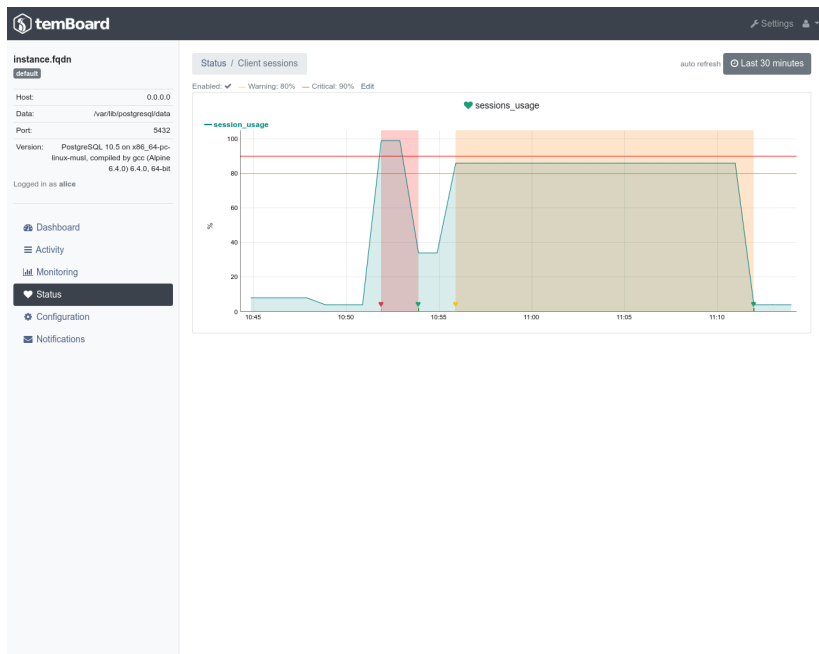 temBoard
Settings
instance.fqdn
default
Host: 0.0.0.0
Data: /var/lib/postgresql/data
Port: 5432
Version: PostgreSQL 10.5 on x86_64-pc-
linux-musl, compiled by gcc (Alpine
6.4.0) 6.4.0, 64-bit
Logged in as alice
Dashboard
Activity
Monitoring
Status
Configuration
Notifications
Status / Client sessions
auto refresh Last 30 minutes
Enabled: ✔ — Warning: 80% — Critical: 90% Edit
sessions_usage
session_usage
100
80
60
%
40
20
0
10:45 10:50 10:55 11:00 11:05 11:10